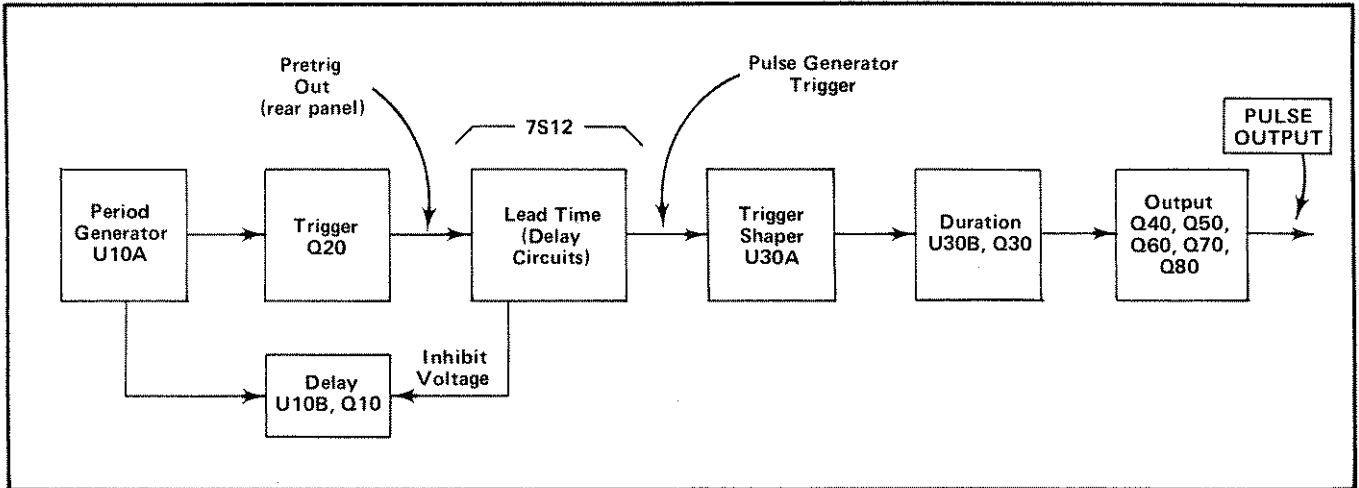 Pretrig
Out
(rear panel)
7S12
Pulse Generator
Trigger
PULSE
OUTPUT
Period
Generator
U10A
Trigger
Q20
Lead Time
(Delay
Circuits)
Trigger
Shaper
U30A
Duration
U30B, Q30
Output
Q40, Q50,
Q60, Q70,
Q80
Delay
U10B, Q10
Inhibit
Voltage